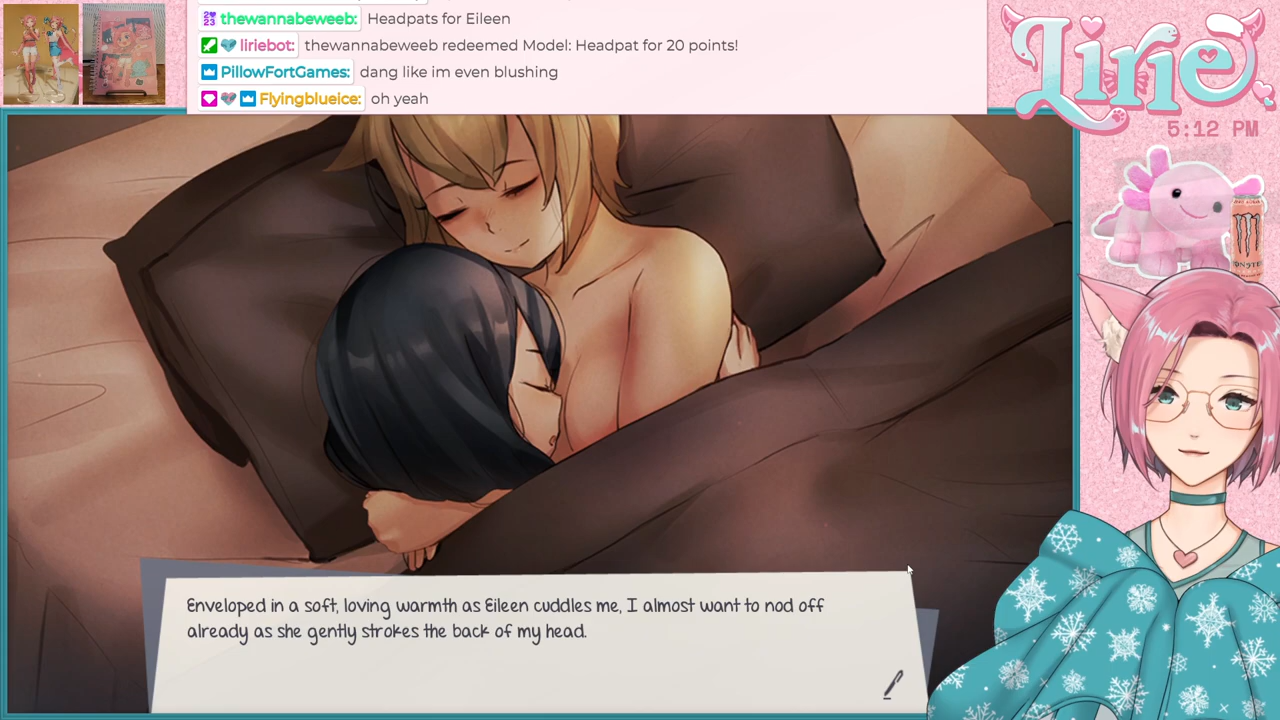 thewannabeweeb: Headpats for Eileen
liriebot: thewannabeweeb redeemed Model: Headpat for 20 points!
PillowFortGames: dang like im even blushing
Flyingblueice: oh yeah
Lirie
5:12 PM
MONSTER
Enveloped in a soft, loving warmth as Eileen cuddles me, I almost want to nod off
already as she gently strokes the back of my head.